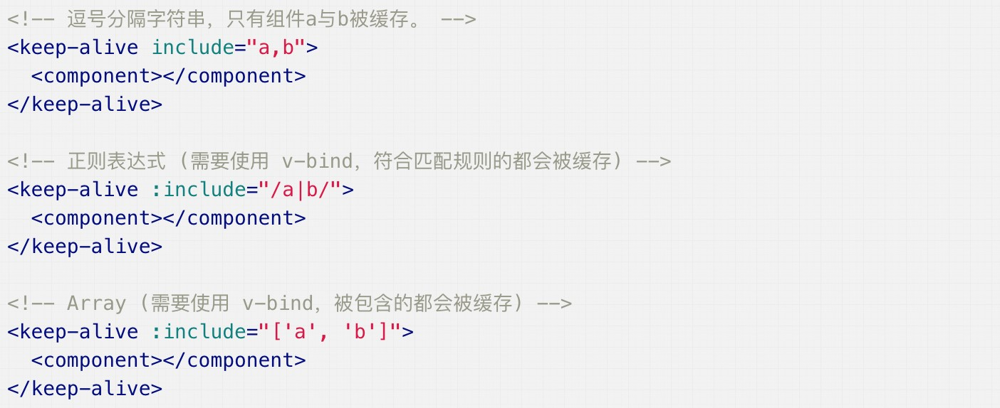 <!-- 逗号分隔字符串，只有组件a与b被缓存。 -->
<keep-alive include="a,b">
  <component></component>
</keep-alive>

<!-- 正则表达式 (需要使用 v-bind，符合匹配规则的都会被缓存) -->
<keep-alive :include="/a|b/">
  <component></component>
</keep-alive>

<!-- Array (需要使用 v-bind，被包含的都会被缓存) -->
<keep-alive :include="['a', 'b']">
  <component></component>
</keep-alive>